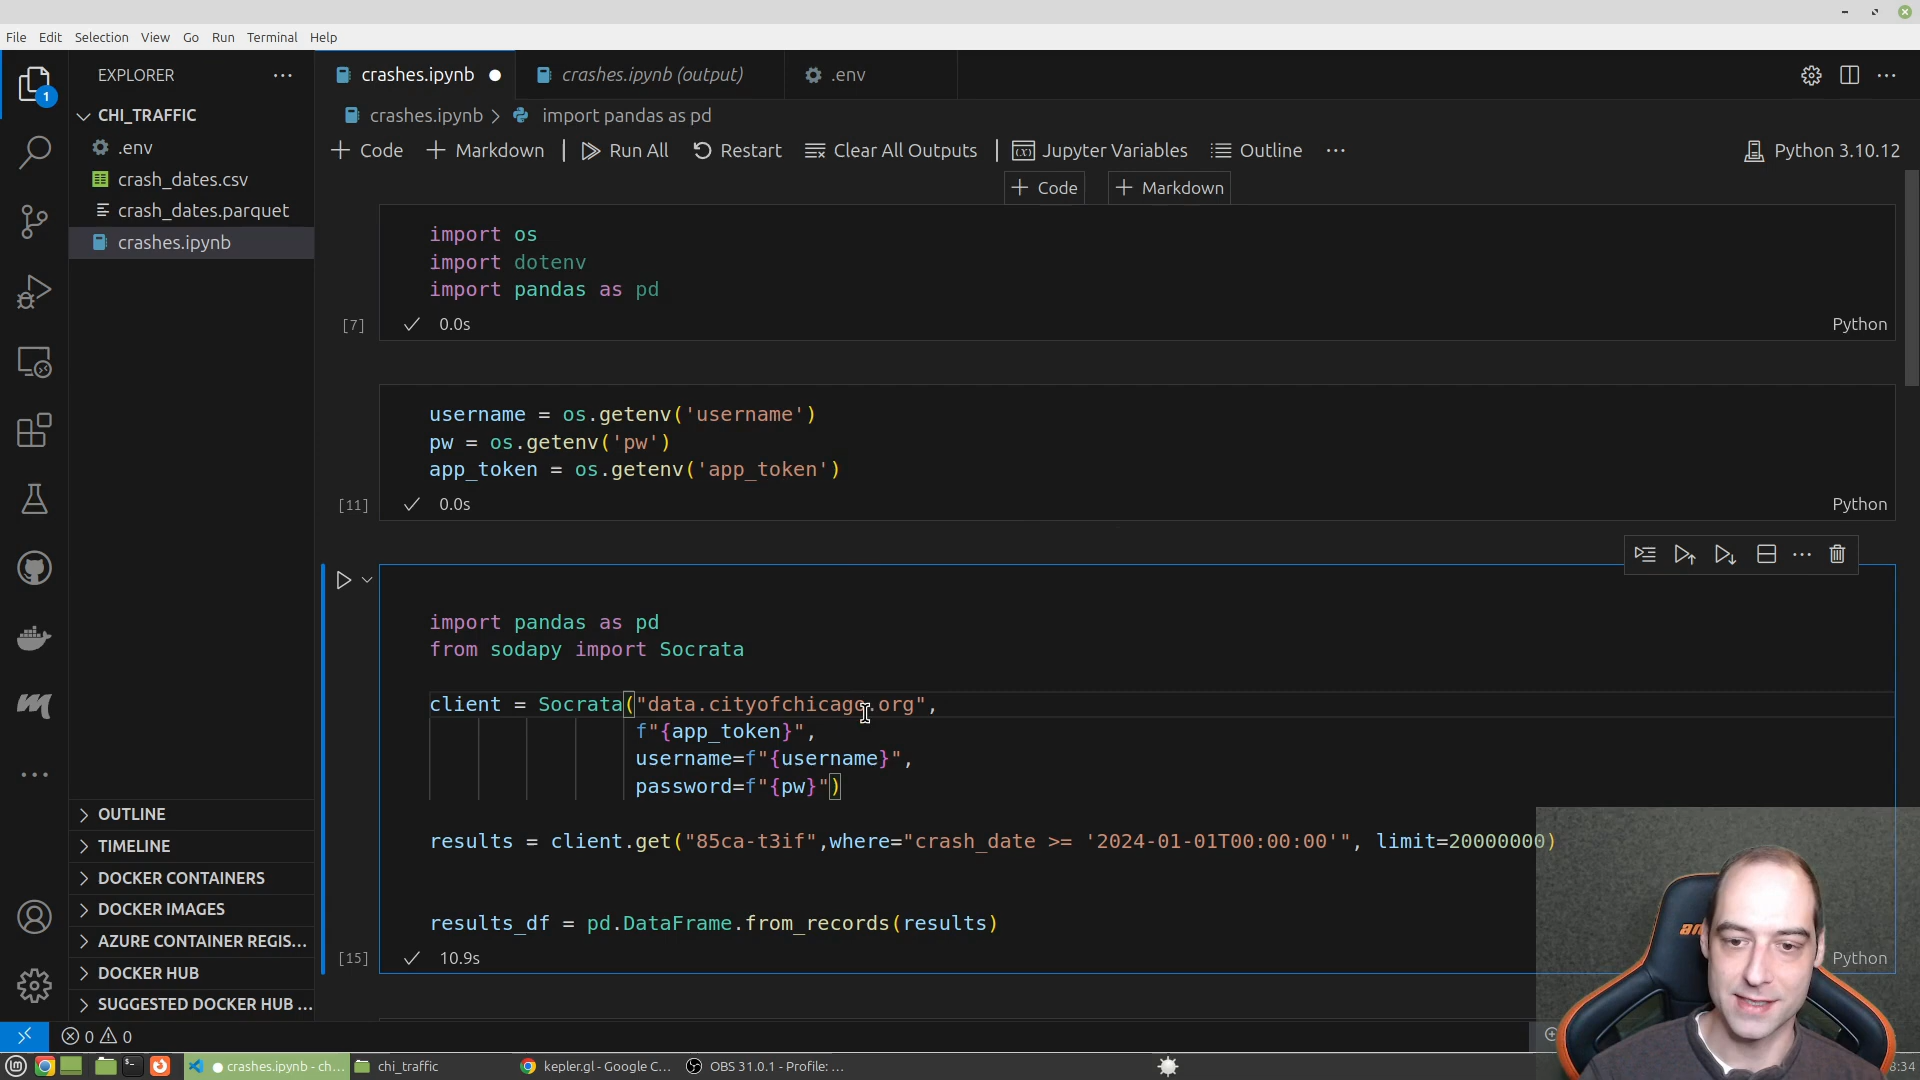 File Edit Selection View Go Run Terminal Help
1
EXPLORER
CHI_TRAFFIC
.env
crash_dates.csv
crash_dates.parquet
crashes.ipynb
OUTLINE
TIMELINE
DOCKER CONTAINERS
DOCKER IMAGES
AZURE CONTAINER REGIS...
DOCKER HUB
SUGGESTED DOCKER HUB ...
crashes.ipynb crashes.ipynb (output) .env
crashes.ipynb > import pandas as pd
+ Code + Markdown | Run All Restart Clear All Outputs | Jupyter Variables Outline ... Python 3.10.12
+ Code + Markdown
import os
import dotenv
import pandas as pd
[7] 0.0s Python
username = os.getenv('username')
pw = os.getenv('pw')
app_token = os.getenv('app_token')
[11] 0.0s Python
import pandas as pd
from sodapy import Socrata
client = Socrata("data.cityofchicago.org",
f"{app_token}",
username=f"{username}",
password=f"{pw}")
results = client.get("85ca-t3if",where="crash_date >= '2024-01-01T00:00:00'", limit=20000000)
results_df = pd.DataFrame.from_records(results)
[15] 10.9s Python
0 0
crashes.ipynb - ch... chi_traffic kepler.gl - Google C... OBS 31.0.1 - Profile: ... 8:34